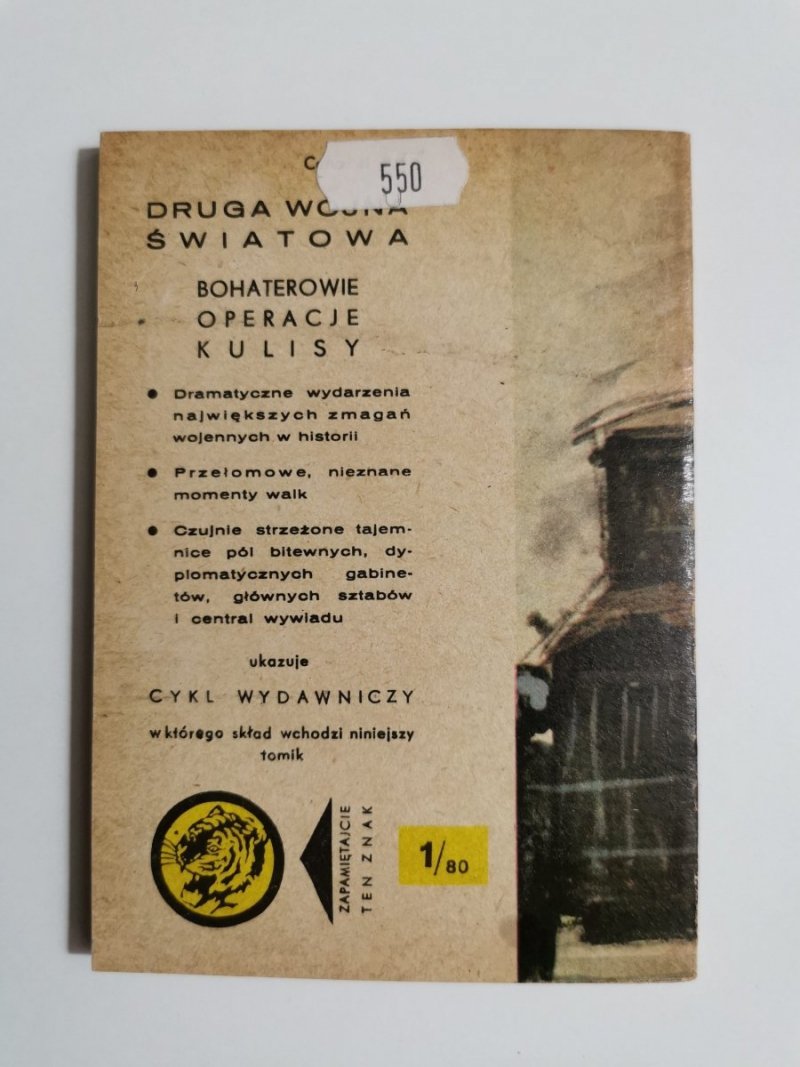 550
DRUGA WOJNA
ŚWIATOWA
BOHATEROWIE
OPERACJE
KULISY
• Dramatyczne wydarzenia
największych zmagań
wojennych w historii
• Przełomowe, nieznane
momenty walk
• Czujnie strzeżone tajem-
nice pól bitewnych, dy-
plomatycznych gabine-
tów, głównych sztabów
i central wywiadu
ukazuje
CYKL WYDAWNICZY
w którego skład wchodzi niniejszy
tomik
ZAPAMIĘTAJCIE
TEN ZNAK
1/80